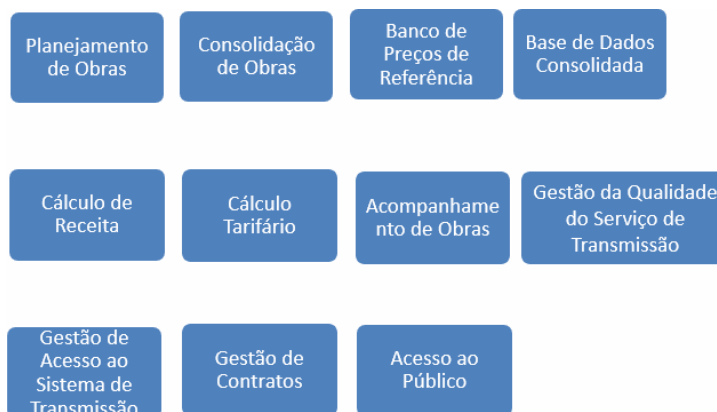 Planejamento
de Obras
Consolidação
de Obras
Banco de
Preços de
Referência
Base de Dados
Consolidada
Cálculo de
Receita
Cálculo
Tarifário
Acompanhame
nto de Obras
Gestão da Qualidade
do Serviço de
Transmissão
Gestão de
Acesso ao
Sistema de
Transmissão
Gestão de
Contratos
Acesso ao
Público